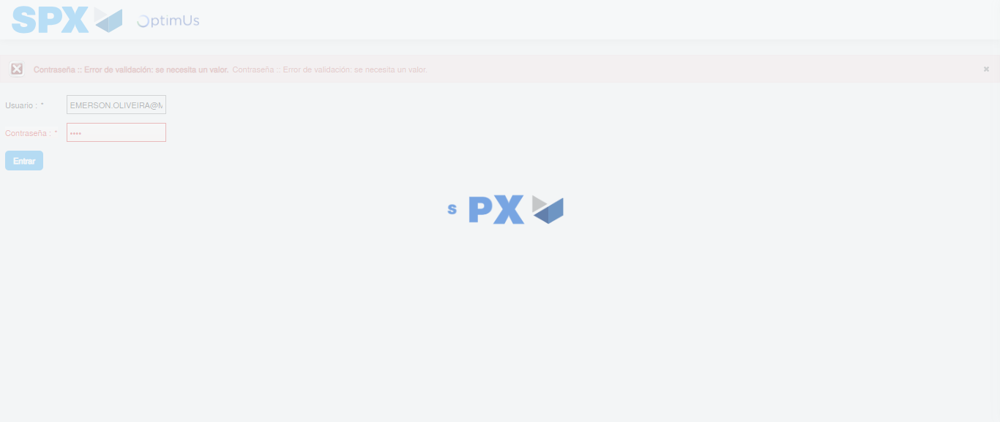 SPX OptimUs
Contraseña :: Error de validación: se necesita un valor. Contraseña :: Error de validación: se necesita un valor.
Usuario : * EMERSON.OLIVEIRA@
Contraseña : * ••••
Entrar
SPX